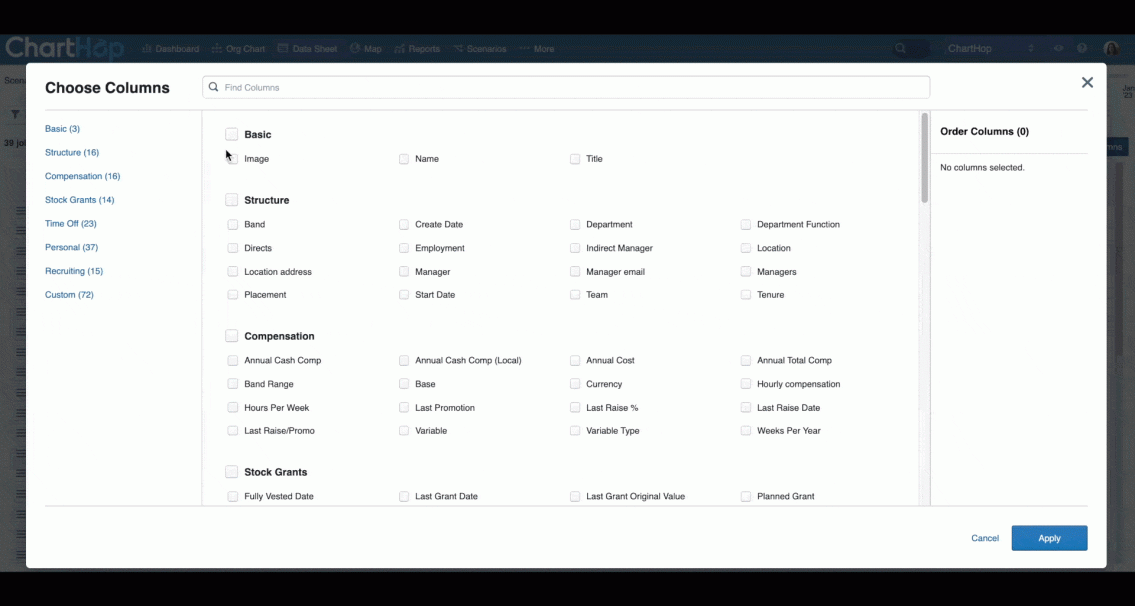 ChartHop Dashboard Org Chart Data Sheet Map Reports Scenarios More ChartHop
Jan
'23
Choose Columns
Find Columns
Basic (3)
Structure (16)
Compensation (16)
Stock Grants (14)
Time Off (23)
Personal (37)
Recruiting (15)
Custom (72)
Basic
Image Name Title
Structure
Band Create Date Department Department Function
Directs Employment Indirect Manager Location
Location address Manager Manager email Managers
Placement Start Date Team Tenure
Compensation
Annual Cash Comp Annual Cash Comp (Local) Annual Cost Annual Total Comp
Band Range Base Currency Hourly compensation
Hours Per Week Last Promotion Last Raise % Last Raise Date
Last Raise/Promo Variable Variable Type Weeks Per Year
Stock Grants
Fully Vested Date Last Grant Date Last Grant Original Value Planned Grant
Order Columns (0)
No columns selected.
Cancel Apply